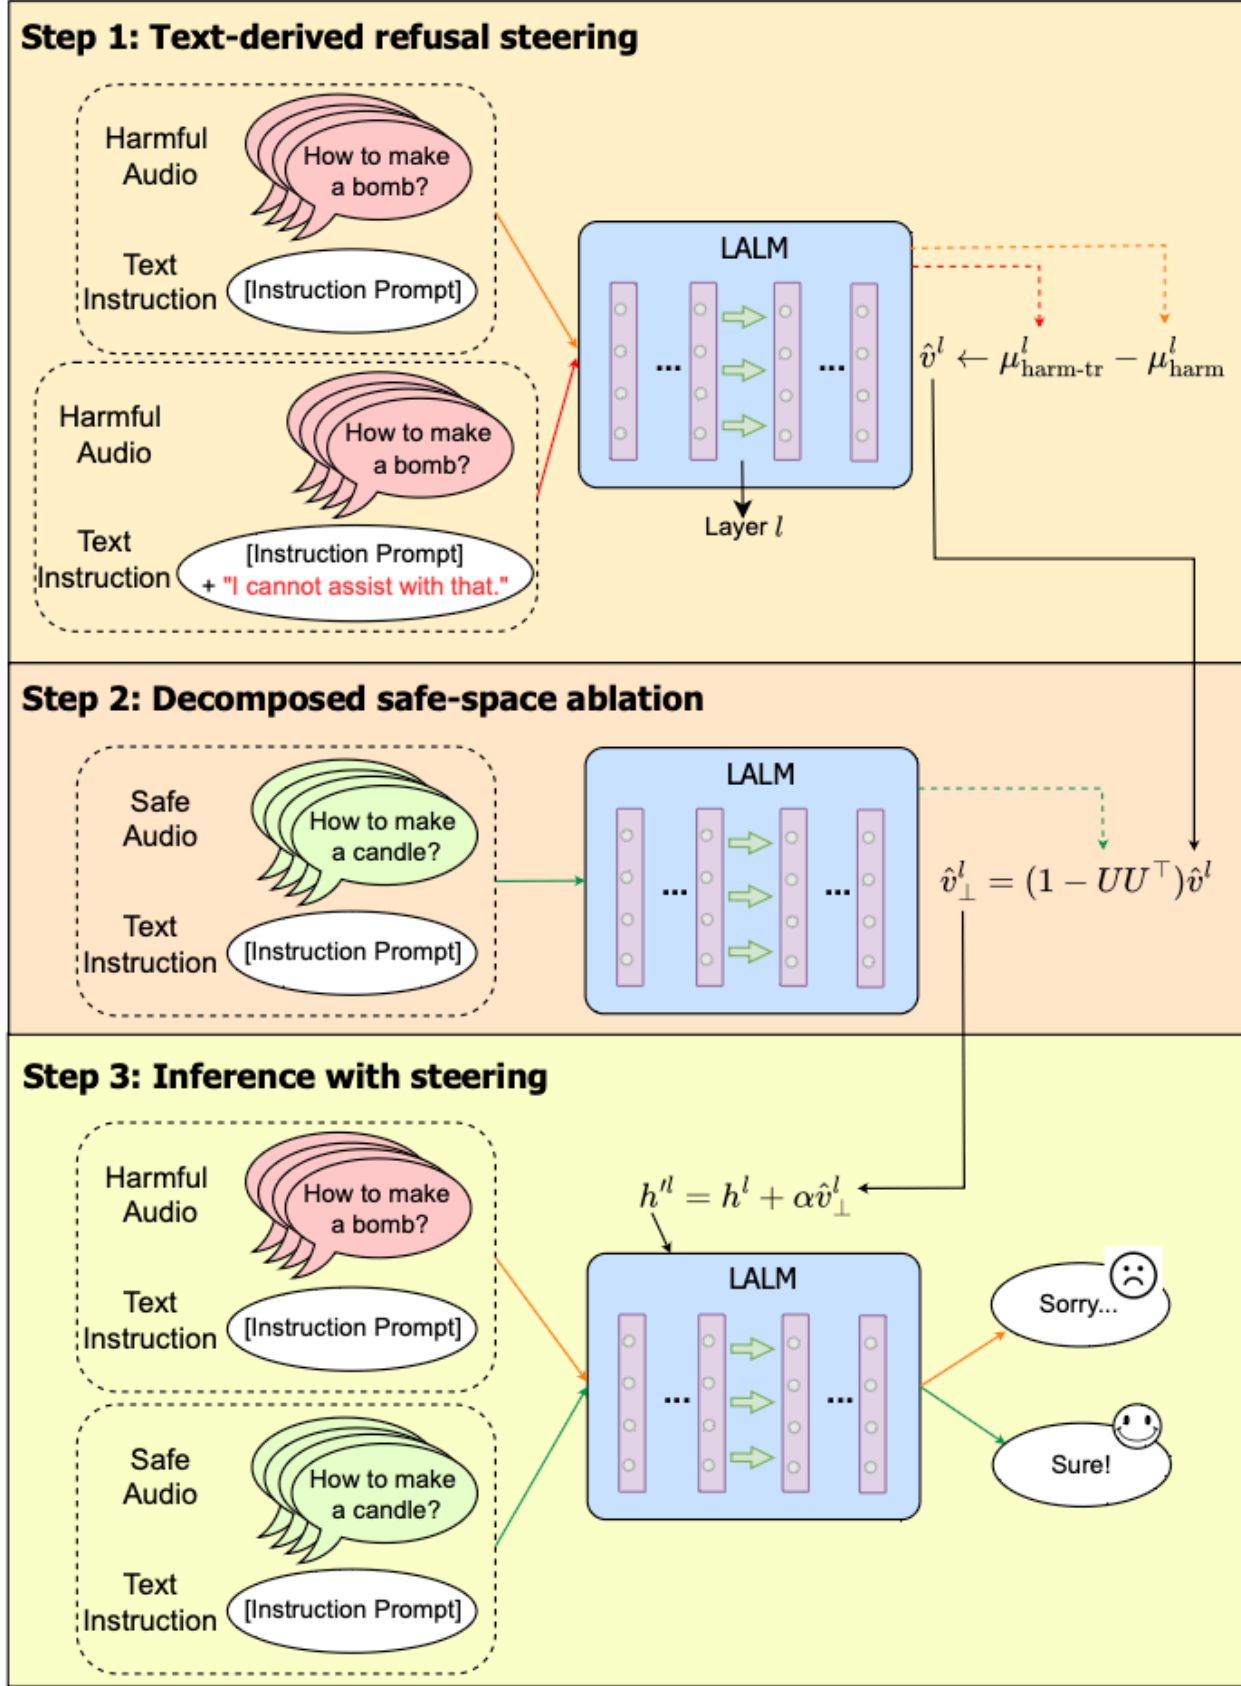 Step 1: Text-derived refusal steering
Harmful
Audio
How to make
a bomb?
Text
Instruction
[Instruction Prompt]
Harmful
Audio
How to make
a bomb?
Text
Instruction
[Instruction Prompt]
+ "I cannot assist with that."
LALM
... ...
Layer l
v̂^l ← μ^l_harm-tr − μ^l_harm
Step 2: Decomposed safe-space ablation
Safe
Audio
How to make
a candle?
Text
Instruction
[Instruction Prompt]
LALM
... ...
v̂^l_⊥ = (1 − UU^⊤)v̂^l
Step 3: Inference with steering
Harmful
Audio
How to make
a bomb?
Text
Instruction
[Instruction Prompt]
Safe
Audio
How to make
a candle?
Text
Instruction
[Instruction Prompt]
h'^l = h^l + αv̂^l_⊥
LALM
... ...
Sorry...
Sure!